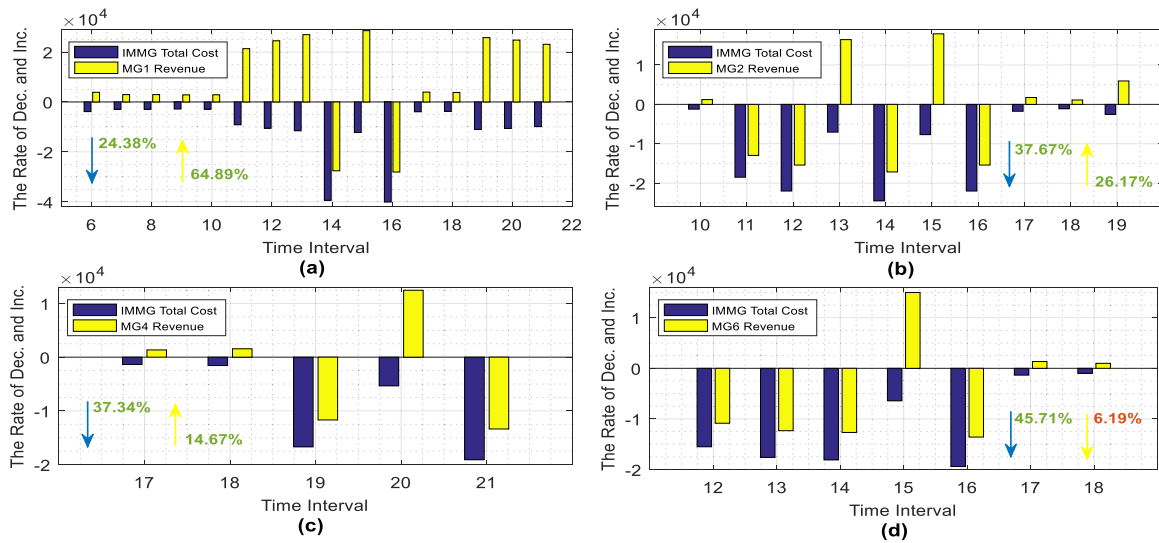 × 10⁴
The Rate of Dec. and Inc.
2
0
-2
-4
IMMG Total Cost
MG1 Revenue
24.38%
64.89%
6 8 10 12 14 16 18 20 22
Time Interval
(a)
× 10⁴
The Rate of Dec. and Inc.
1
0
-1
-2
IMMG Total Cost
MG2 Revenue
37.67%
26.17%
10 11 12 13 14 15 16 17 18 19
Time Interval
(b)
× 10⁴
The Rate of Dec. and Inc.
1
0
-1
-2
IMMG Total Cost
MG4 Revenue
37.34%
14.67%
17 18 19 20 21
Time Interval
(c)
× 10⁴
The Rate of Dec. and Inc.
1
0
-1
-2
IMMG Total Cost
MG6 Revenue
45.71%
6.19%
12 13 14 15 16 17 18
Time Interval
(d)